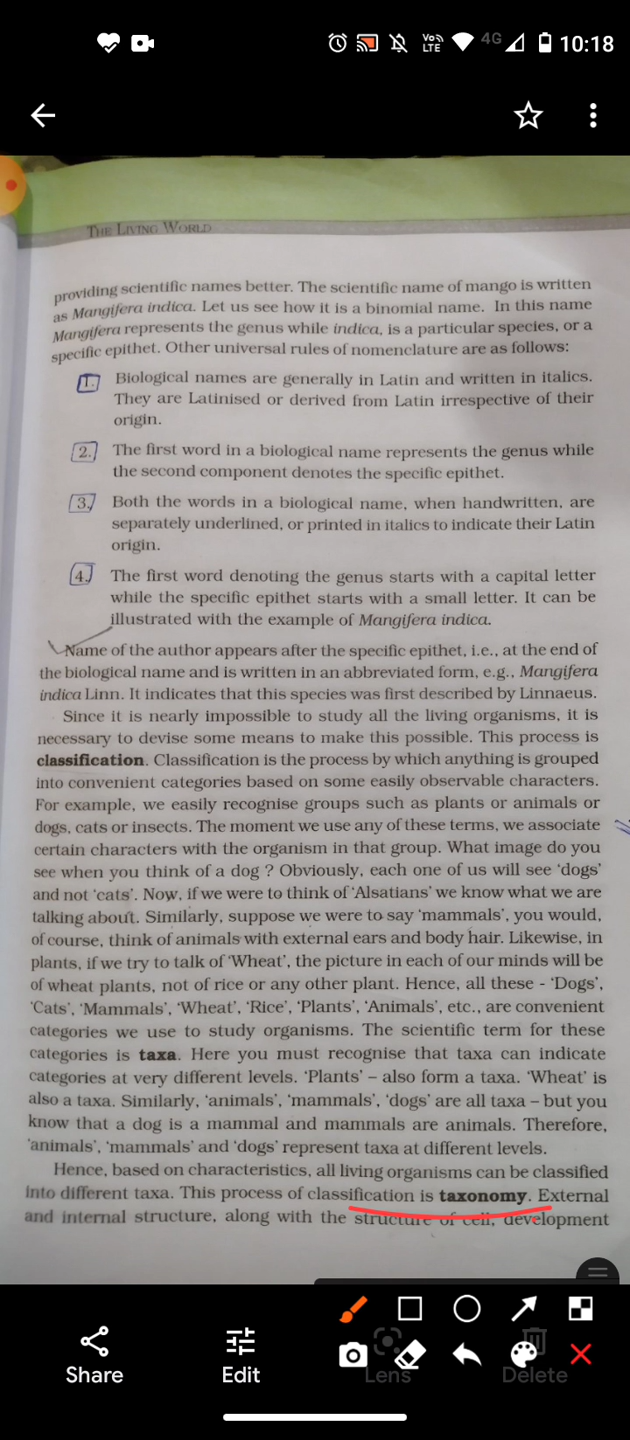 4G 10:18
VoLTE
THE LIVING WORLD
providing scientific names better. The scientific name of mango is written
as Mangifera indica. Let us see how it is a binomial name. In this name
Mangifera represents the genus while indica, is a particular species, or a
specific epithet. Other universal rules of nomenclature are as follows:
1. Biological names are generally in Latin and written in italics.
They are Latinised or derived from Latin irrespective of their
origin.
2. The first word in a biological name represents the genus while
the second component denotes the specific epithet.
3. Both the words in a biological name, when handwritten, are
separately underlined, or printed in italics to indicate their Latin
origin.
4. The first word denoting the genus starts with a capital letter
while the specific epithet starts with a small letter. It can be
illustrated with the example of Mangifera indica.
Name of the author appears after the specific epithet, i.e., at the end of
the biological name and is written in an abbreviated form, e.g., Mangifera
indica Linn. It indicates that this species was first described by Linnaeus.
Since it is nearly impossible to study all the living organisms, it is
necessary to devise some means to make this possible. This process is
classification. Classification is the process by which anything is grouped
into convenient categories based on some easily observable characters.
For example, we easily recognise groups such as plants or animals or
dogs, cats or insects. The moment we use any of these terms, we associate
certain characters with the organism in that group. What image do you
see when you think of a dog ? Obviously, each one of us will see ‘dogs’
and not ‘cats’. Now, if we were to think of ‘Alsatians’ we know what we are
talking about. Similarly, suppose we were to say ‘mammals’, you would,
of course, think of animals with external ears and body hair. Likewise, in
plants, if we try to talk of ‘Wheat’, the picture in each of our minds will be
of wheat plants, not of rice or any other plant. Hence, all these - ‘Dogs’,
‘Cats’, ‘Mammals’, ‘Wheat’, ‘Rice’, ‘Plants’, ‘Animals’, etc., are convenient
categories we use to study organisms. The scientific term for these
categories is taxa. Here you must recognise that taxa can indicate
categories at very different levels. ‘Plants’ – also form a taxa. ‘Wheat’ is
also a taxa. Similarly, ‘animals’, ‘mammals’, ‘dogs’ are all taxa – but you
know that a dog is a mammal and mammals are animals. Therefore,
‘animals’, ‘mammals’ and ‘dogs’ represent taxa at different levels.
Hence, based on characteristics, all living organisms can be classified
into different taxa. This process of classification is taxonomy. External
and internal structure, along with the structure of cell, development
Share Edit Lens Delete